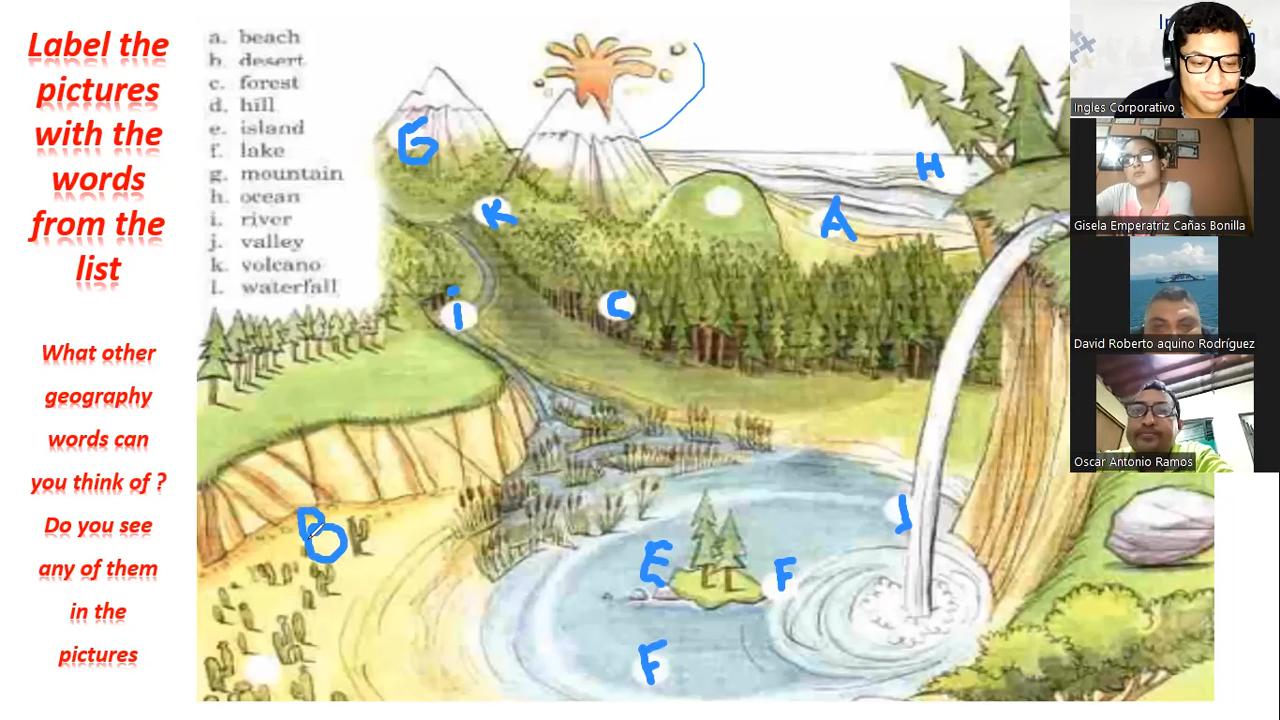 Label the
pictures
with the
words
from the
list
What other
geography
words can
you think of ?
Do you see
any of them
in the
pictures
a. beach
b. desert
c. forest
d. hill
e. island
f. lake
g. mountain
h. ocean
i. river
j. valley
k. volcano
l. waterfall
G
H
K
A
i
C
J
D
E
F
F
Ingles Corporativo
Gisela Emperatriz Cañas Bonilla
David Roberto aquino Rodríguez
Oscar Antonio Ramos